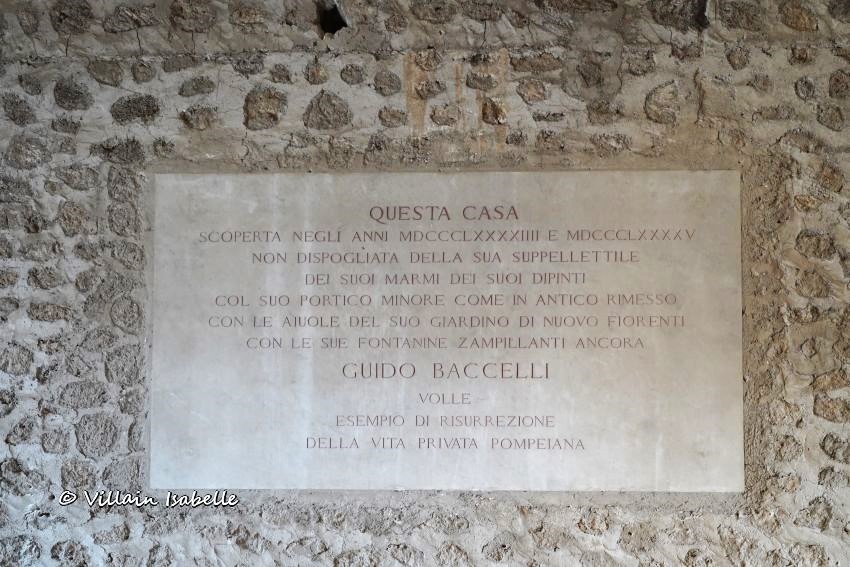 QUESTA CASA
SCOPERTA NEGLI ANNI MDCCCLXXXXIIII E MDCCCLXXXXV
NON DISPOGLIATA DELLA SUA SUPPELLETTILE
DEI SUOI MARMI DEI SUOI DIPINTI
COL SUO PORTICO MINORE COME IN ANTICO RIMESSO
CON LE AIUOLE DEL SUO GIARDINO DI NUOVO FIORENTI
CON LE SUE FONTANINE ZAMPILLANTI ANCORA
GUIDO BACCELLI
VOLLE
ESEMPIO DI RISURREZIONE
DELLA VITA PRIVATA POMPEIANA
© Villain Isabelle